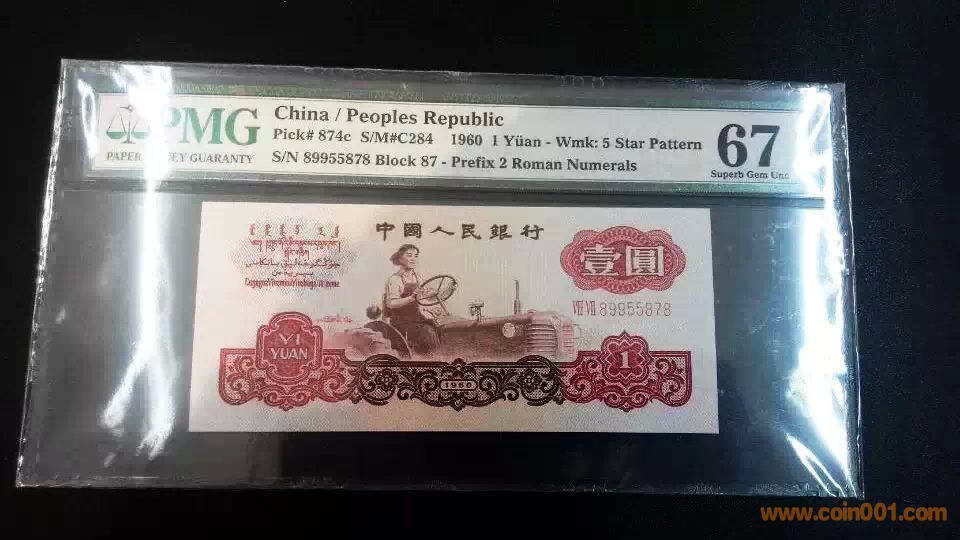 PMG
PAPER MONEY GUARANTY
China / Peoples Republic
Pick# 874c S/M#C284 1960 1 Yüan - Wmk: 5 Star Pattern
S/N 89955878 Block 87 - Prefix 2 Roman Numerals
67
Superb Gem Unc
中國人民銀行
壹圓
VIII VII 89955878
YI
YUAN
1960
1
www.coin001.com